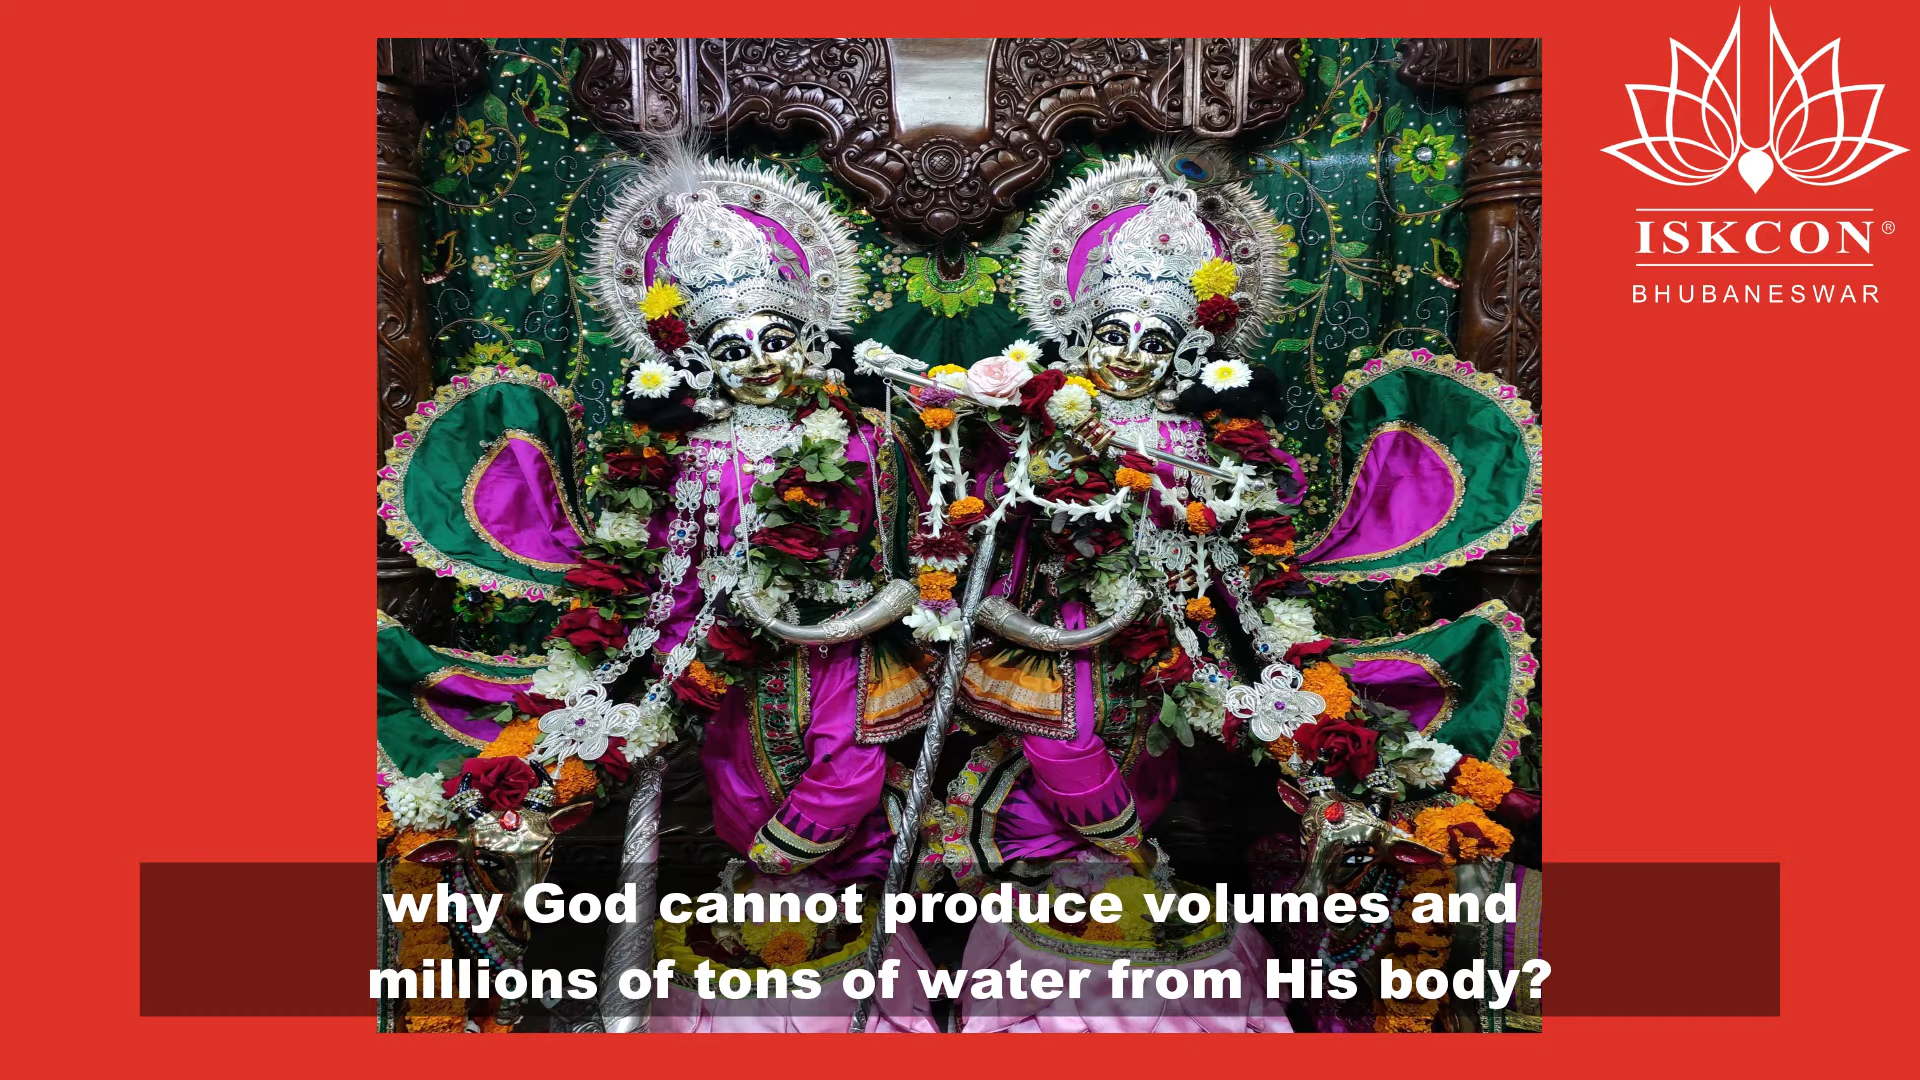 ISKCON®
BHUBANESWAR
why God cannot produce volumes and
millions of tons of water from His body?